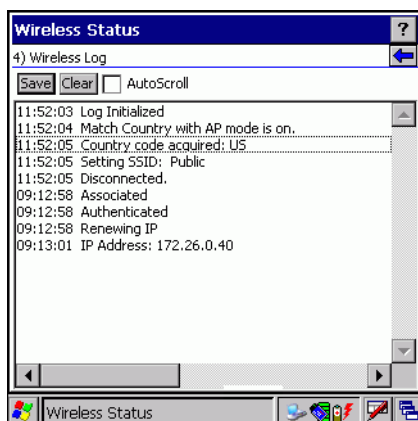 Wireless Status
?
4) Wireless Log
Save Clear AutoScroll
11:52:03 Log Initialized
11:52:04 Match Country with AP mode is on.
11:52:05 Country code acquired: US
11:52:05 Setting SSID: Public
11:52:05 Disconnected.
09:12:58 Associated
09:12:58 Authenticated
09:12:58 Renewing IP
09:13:01 IP Address: 172.26.0.40
Wireless Status